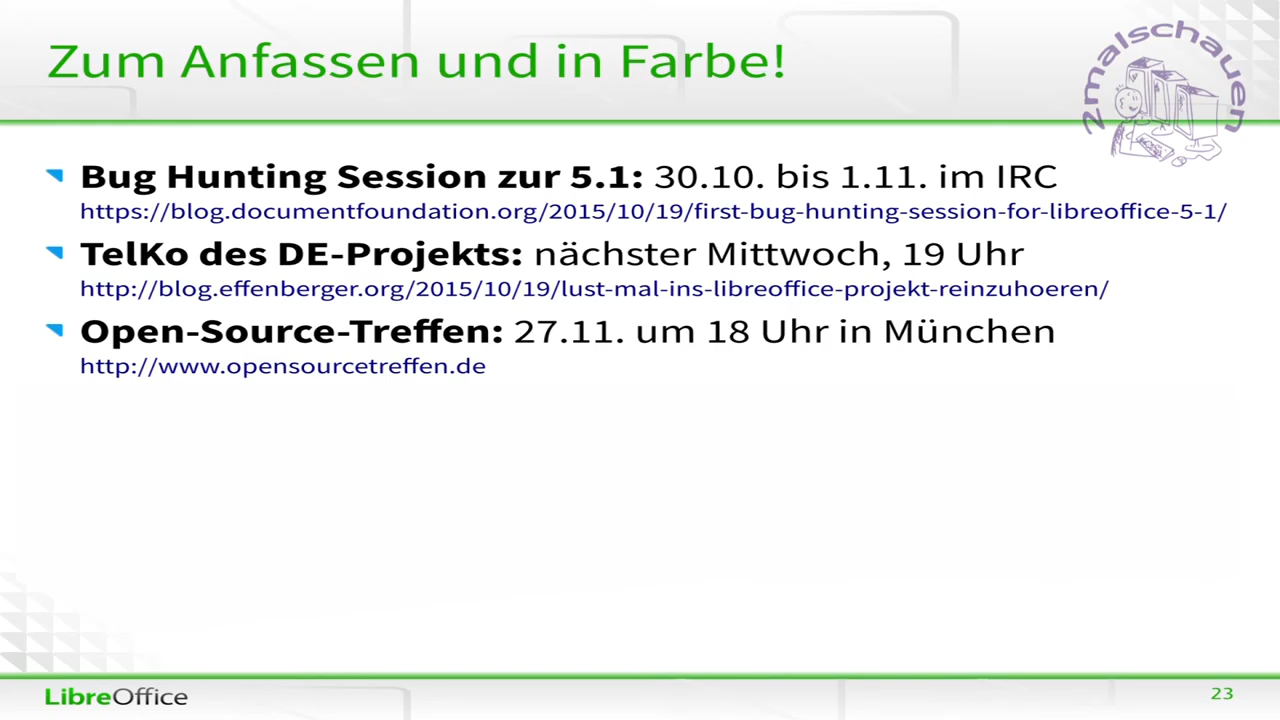 Zum Anfassen und in Farbe!
2malschauen
Bug Hunting Session zur 5.1: 30.10. bis 1.11. im IRC
https://blog.documentfoundation.org/2015/10/19/first-bug-hunting-session-for-libreoffice-5-1/
TelKo des DE-Projekts: nächster Mittwoch, 19 Uhr
http://blog.effenberger.org/2015/10/19/lust-mal-ins-libreoffice-projekt-reinzuhoeren/
Open-Source-Treffen: 27.11. um 18 Uhr in München
http://www.opensourcetreffen.de
LibreOffice
23